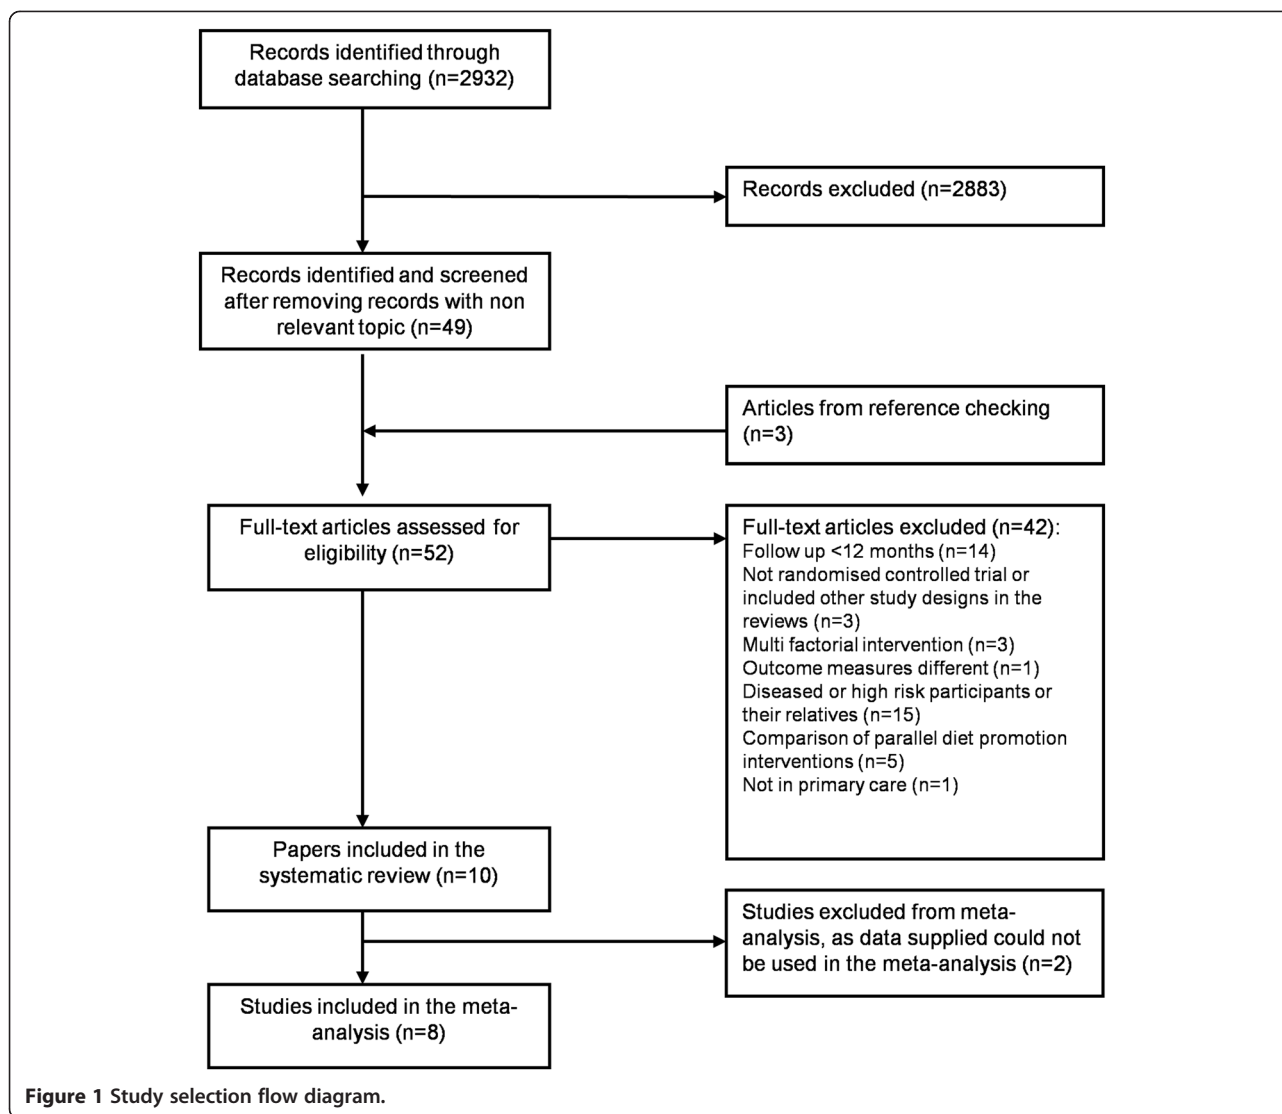 Records identified through
database searching (n=2932)
Records excluded (n=2883)
Records identified and screened
after removing records with non
relevant topic (n=49)
Articles from reference checking
(n=3)
Full-text articles assessed for
eligibility (n=52)
Full-text articles excluded (n=42):
Follow up <12 months (n=14)
Not randomised controlled trial or
included other study designs in the
reviews (n=3)
Multi factorial intervention (n=3)
Outcome measures different (n=1)
Diseased or high risk participants or
their relatives (n=15)
Comparison of parallel diet promotion
interventions (n=5)
Not in primary care (n=1)
Papers included in the
systematic review (n=10)
Studies excluded from meta-
analysis, as data supplied could not
be used in the meta-analysis (n=2)
Studies included in the meta-
analysis (n=8)
Figure 1 Study selection flow diagram.